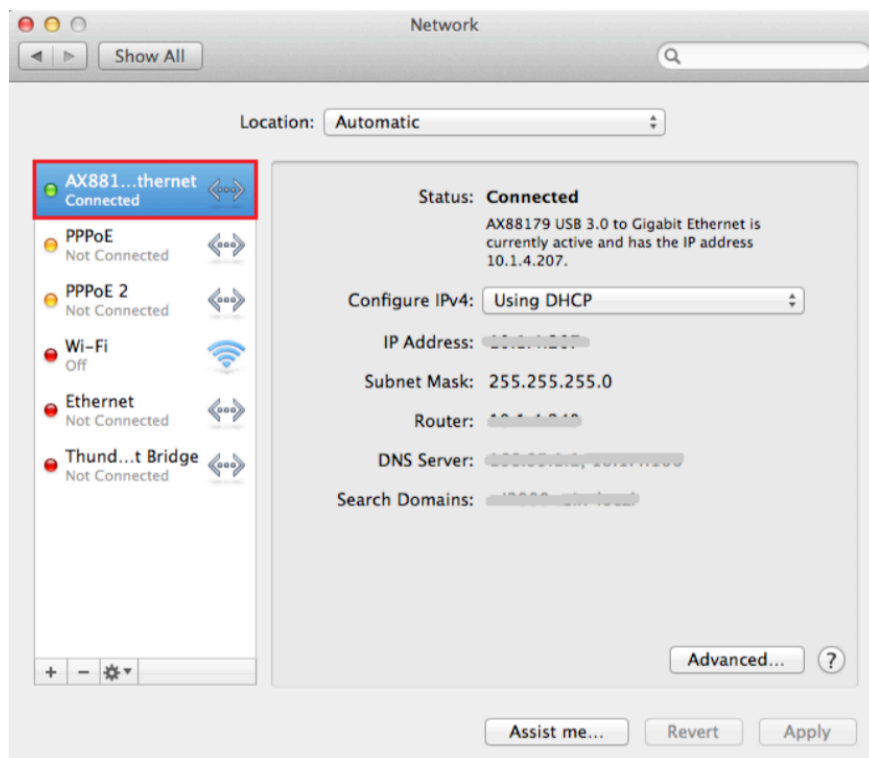 Network
Show All
Location: Automatic
AX881...thernet
Connected
PPPoE
Not Connected
PPPoE 2
Not Connected
Wi-Fi
Off
Ethernet
Not Connected
Thund...t Bridge
Not Connected
Status: Connected
AX88179 USB 3.0 to Gigabit Ethernet is
currently active and has the IP address
10.1.4.207.
Configure IPv4: Using DHCP
IP Address:
Subnet Mask: 255.255.255.0
Router:
DNS Server:
Search Domains:
Advanced... ?
+ −
Assist me... Revert Apply